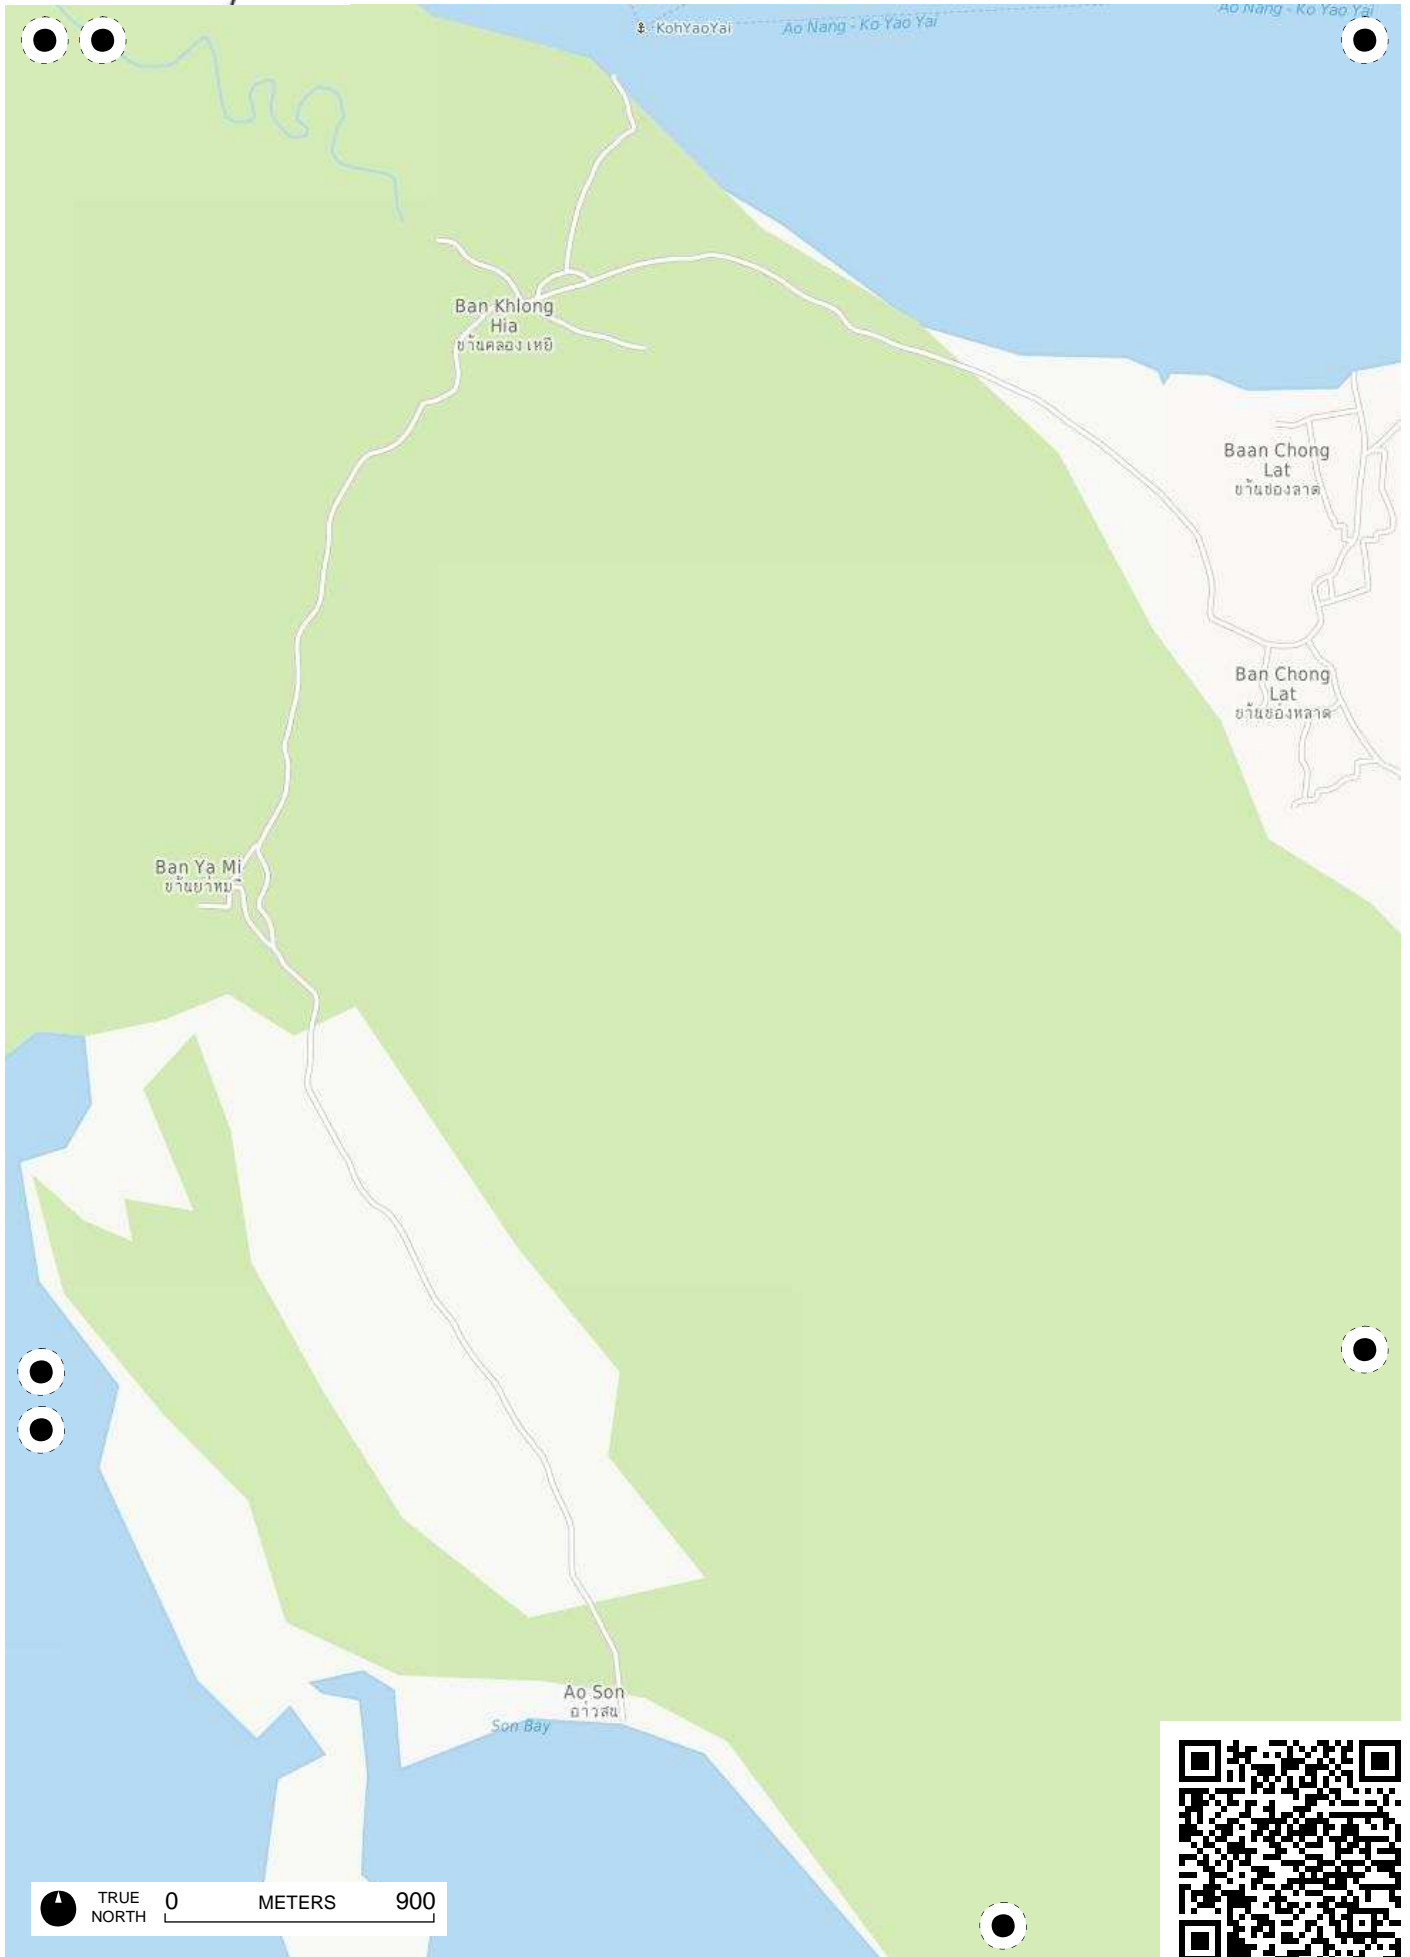 KohYaoYai
Ao Nang - Ko Yao Yai
Ao Nang - Ko Yao Yai
Ban Khlong
Hia
บ้านคลองเหีย
Baan Chong
Lat
บ้านช่องลาด
Ban Chong
Lat
บ้านช่องหลาด
Ban Ya Mi
บ้านย่าหมี
Ao Son
อ่าวสน
Son Bay
TRUE
NORTH
0 METERS 900